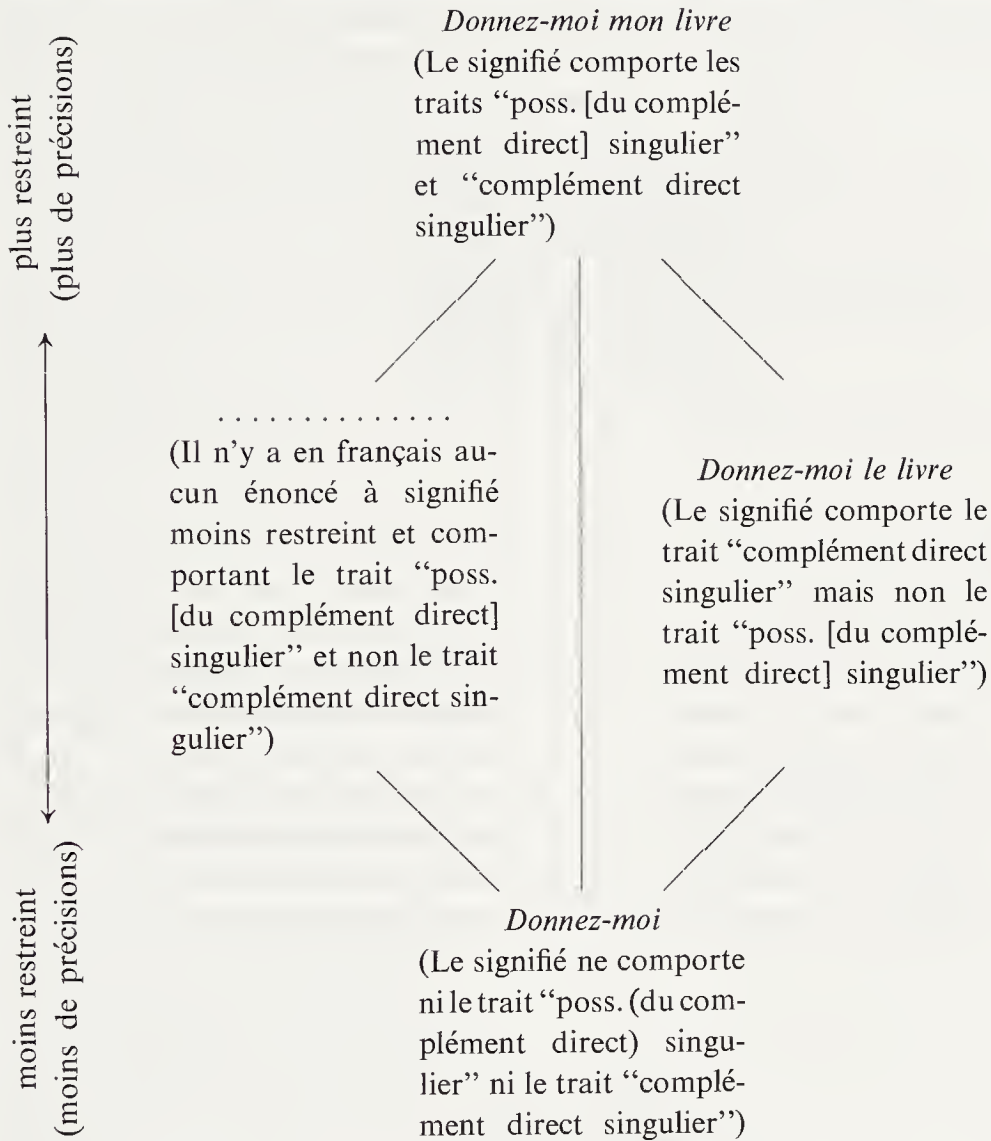 Donnez-moi mon livre
(Le signifié comporte les
traits “poss. [du complé-
ment direct] singulier”
et “complément direct
singulier”)
plus restreint
(plus de précisions)
. . . . . . . . . . . . . .
(Il n’y a en français au-
cun énoncé à signifié
moins restreint et com-
portant le trait “poss.
[du complément direct]
singulier” et non le trait
“complément direct sin-
gulier”)
Donnez-moi le livre
(Le signifié comporte le
trait “complément direct
singulier” mais non le
trait “poss. [du complé-
ment direct] singulier”)
moins restreint
(moins de précisions)
Donnez-moi
(Le signifié ne comporte
ni le trait “poss. (du com-
plément direct) singu-
lier” ni le trait “complé-
ment direct singulier”)